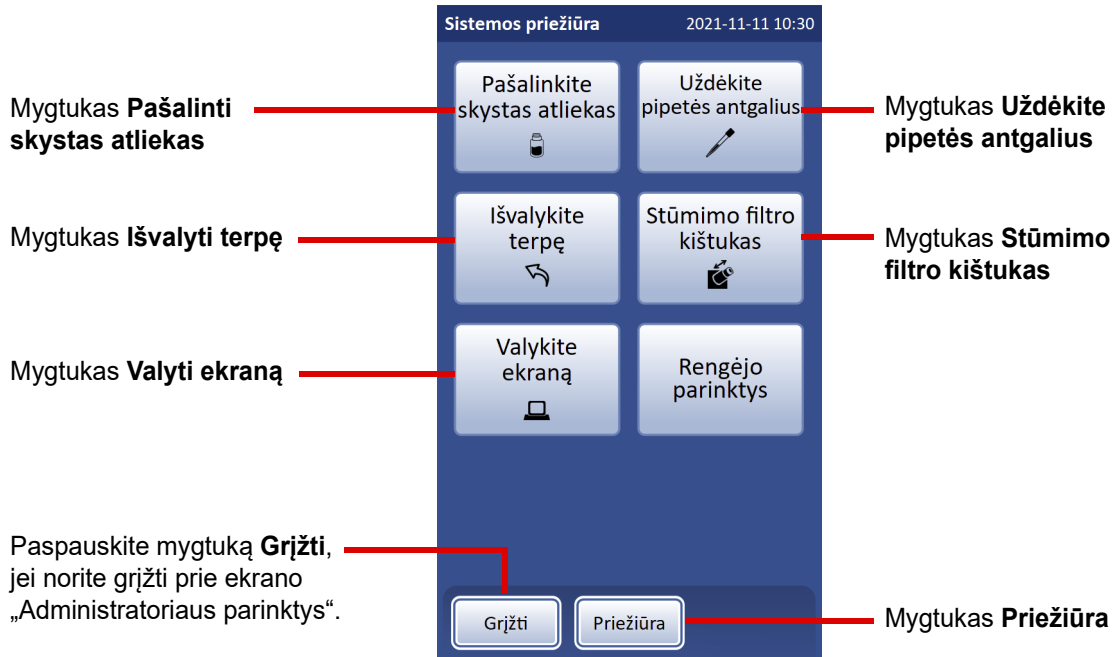 Sistemos priežiūra 2021-11-11 10:30
Mygtukas Pašalinti
skystas atliekas
Pašalinkite
skystas atliekas
Uždėkite
pipetės antgalius
Mygtukas Uždėkite
pipetės antgalius
Mygtukas Išvalyti terpę
Išvalykite
terpę
Stūmimo filtro
kištukas
Mygtukas Stūmimo
filtro kištukas
Mygtukas Valyti ekraną
Valykite
ekraną
Rengėjo
parinktys
Paspauskite mygtuką Grįžti,
jei norite grįžti prie ekrano
„Administratoriaus parinktys“.
Grįžti
Priežiūra
Mygtukas Priežiūra